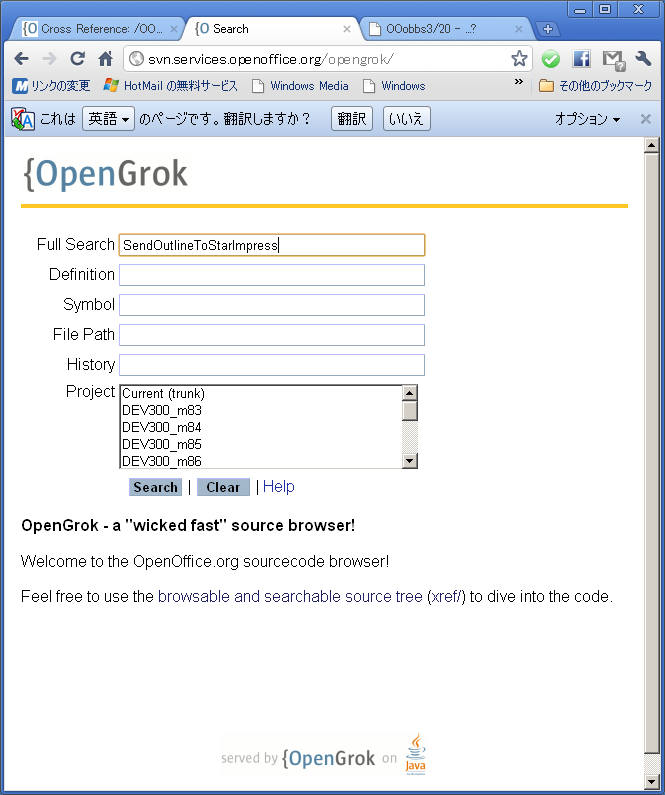 {O Cross Reference: /OO...
{O Search
OOobbs3/20 - ...?
svn.services.openoffice.org/opengrok/
リンクの変更
HotMail の無料サービス
Windows Media
Windows
»
その他のブックマーク
これは 英語 のページです。翻訳しますか？ 翻訳 いいえ オプション
{OpenGrok
Full Search SendOutlineToStarImpress
Definition
Symbol
File Path
History
Project Current (trunk)
DEV300_m83
DEV300_m84
DEV300_m85
DEV300_m86
Search | Clear | Help
OpenGrok - a "wicked fast" source browser!
Welcome to the OpenOffice.org sourcecode browser!
Feel free to use the browsable and searchable source tree (xref/) to dive into the code.
served by {OpenGrok on Java